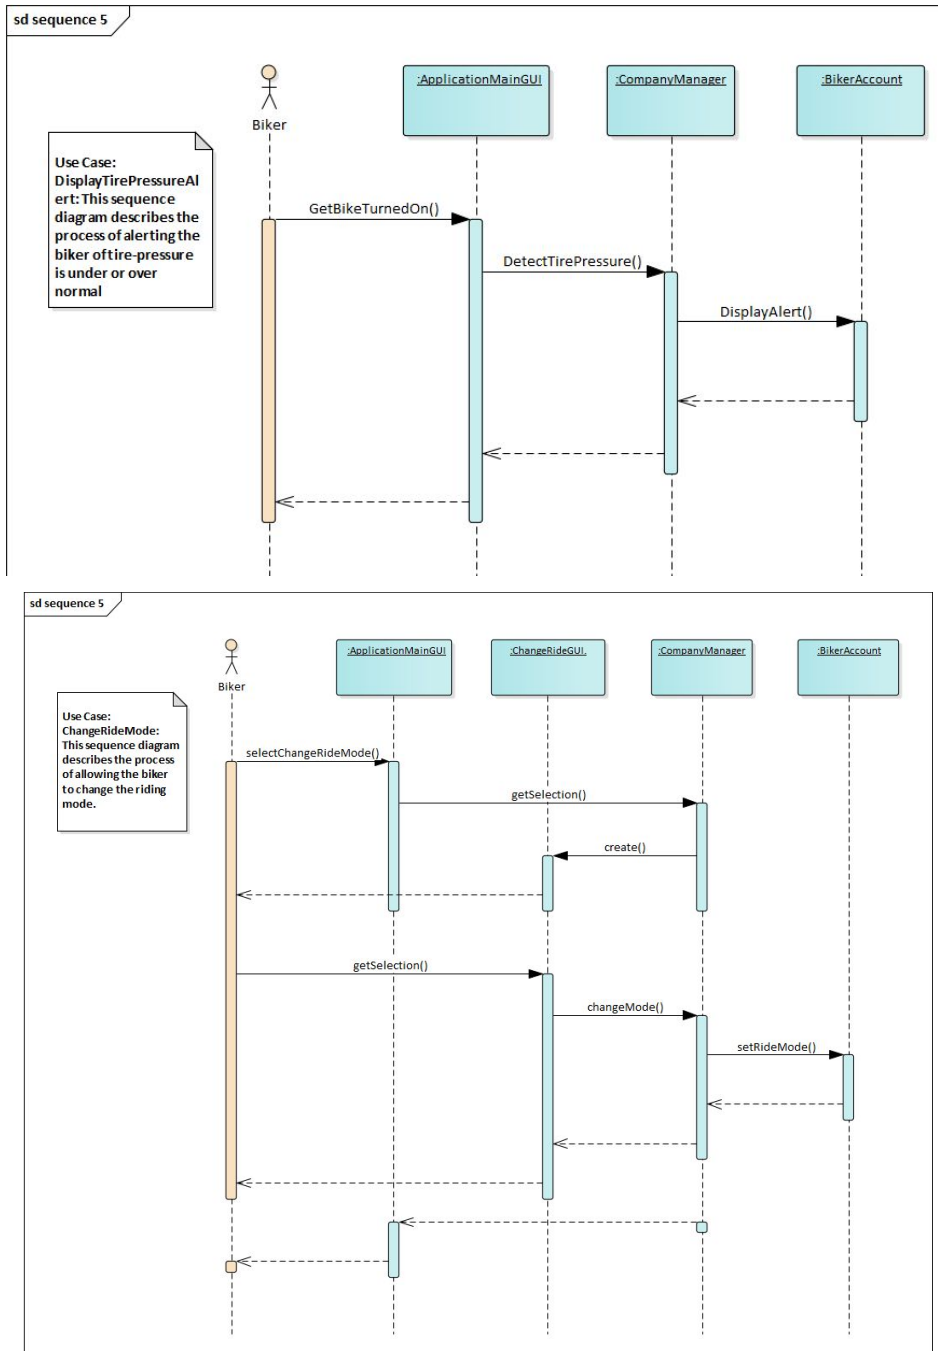 sd sequence 5
:ApplicationMainGUI
:CompanyManager
:BikerAccount
Biker
Use Case:
DisplayTirePressureAl
ert: This sequence
diagram describes the
process of alerting the
biker of tire-pressure
is under or over
normal
GetBikeTurnedOn()
DetectTirePressure()
DisplayAlert()
sd sequence 5
:ApplicationMainGUI
:ChangeRideGUI.
:CompanyManager
:BikerAccount
Biker
Use Case:
ChangeRideMode:
This sequence diagram
describes the process
of allowing the biker
to change the riding
mode.
selectChangeRideMode()
getSelection()
create()
getSelection()
changeMode()
setRideMode()